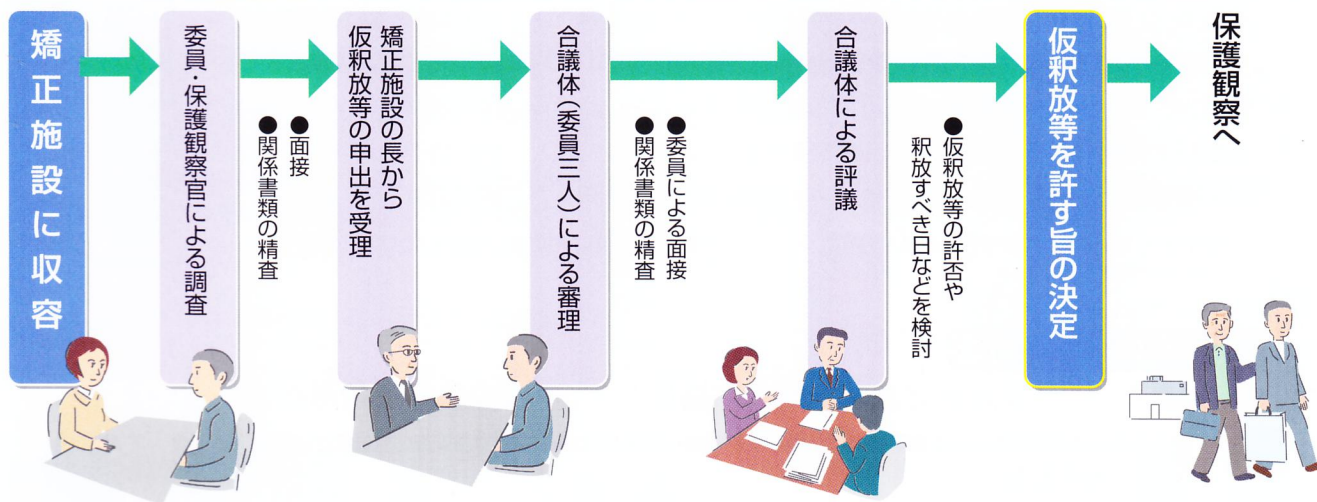 矯正施設に収容
委員・保護観察官による調査
●面接
●関係書類の精査
矯正施設の長から
仮釈放等の申出を受理
合議体（委員三人）による審理
●委員による面接
●関係書類の精査
合議体による評議
●仮釈放等の許否や
釈放すべき日などを検討
仮釈放等を許す旨の決定
保護観察へ